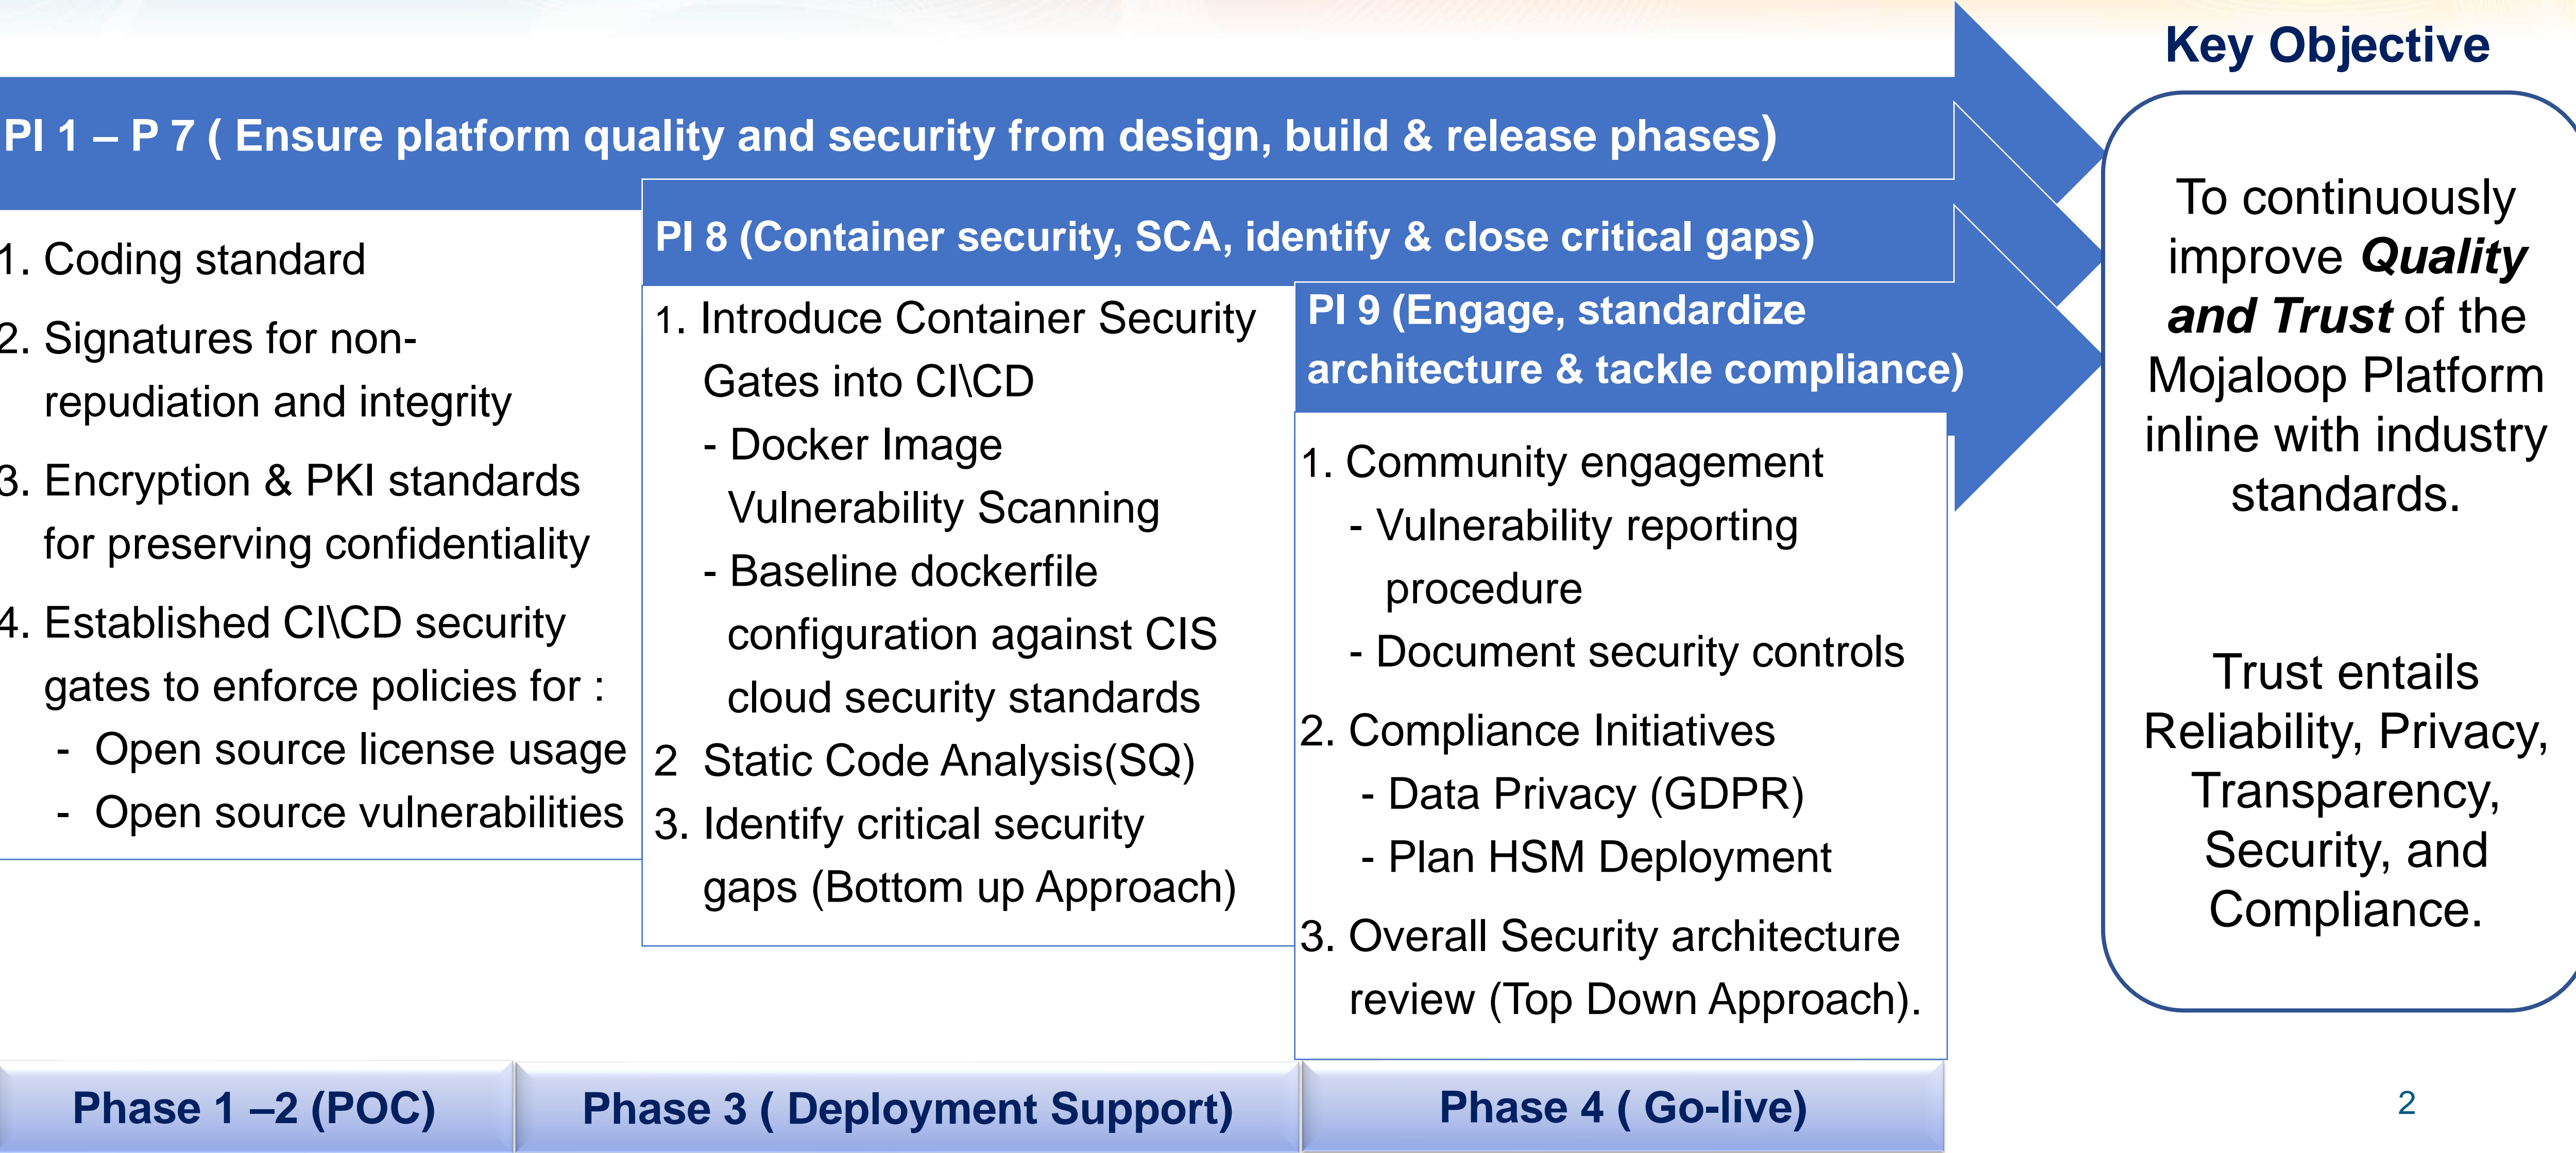 Key Objective
PI 1 – P 7 ( Ensure platform quality and security from design, build & release phases)
1. Coding standard
2. Signatures for non-
repudiation and integrity
3. Encryption & PKI standards
for preserving confidentiality
4. Established CI\CD security
gates to enforce policies for :
- Open source license usage
- Open source vulnerabilities
PI 8 (Container security, SCA, identify & close critical gaps)
1. Introduce Container Security
Gates into CI\CD
- Docker Image
Vulnerability Scanning
- Baseline dockerfile
configuration against CIS
cloud security standards
2 Static Code Analysis(SQ)
3. Identify critical security
gaps (Bottom up Approach)
PI 9 (Engage, standardize
architecture & tackle compliance)
1. Community engagement
- Vulnerability reporting
procedure
- Document security controls
2. Compliance Initiatives
- Data Privacy (GDPR)
- Plan HSM Deployment
3. Overall Security architecture
review (Top Down Approach).
To continuously
improve Quality
and Trust of the
Mojaloop Platform
inline with industry
standards.
Trust entails
Reliability, Privacy,
Transparency,
Security, and
Compliance.
Phase 1 –2 (POC)
Phase 3 ( Deployment Support)
Phase 4 ( Go-live)
2